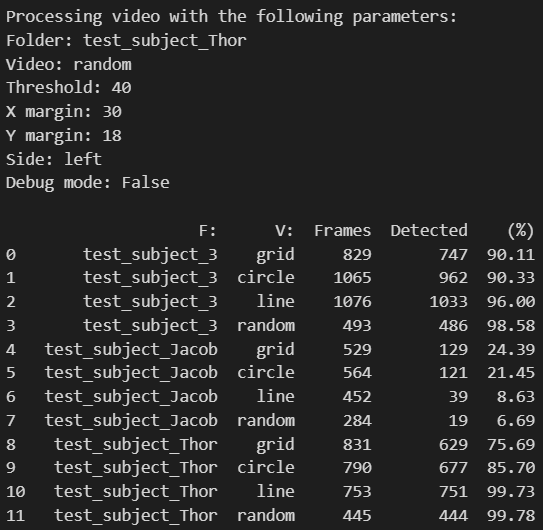 Processing video with the following parameters:
Folder: test_subject_Thor
Video: random
Threshold: 40
X margin: 30
Y margin: 18
Side: left
Debug mode: False
F: V: Frames Detected (%)
0 test_subject_3 grid 829 747 90.11
1 test_subject_3 circle 1065 962 90.33
2 test_subject_3 line 1076 1033 96.00
3 test_subject_3 random 493 486 98.58
4 test_subject_Jacob grid 529 129 24.39
5 test_subject_Jacob circle 564 121 21.45
6 test_subject_Jacob line 452 39 8.63
7 test_subject_Jacob random 284 19 6.69
8 test_subject_Thor grid 831 629 75.69
9 test_subject_Thor circle 790 677 85.70
10 test_subject_Thor line 753 751 99.73
11 test_subject_Thor random 445 444 99.78